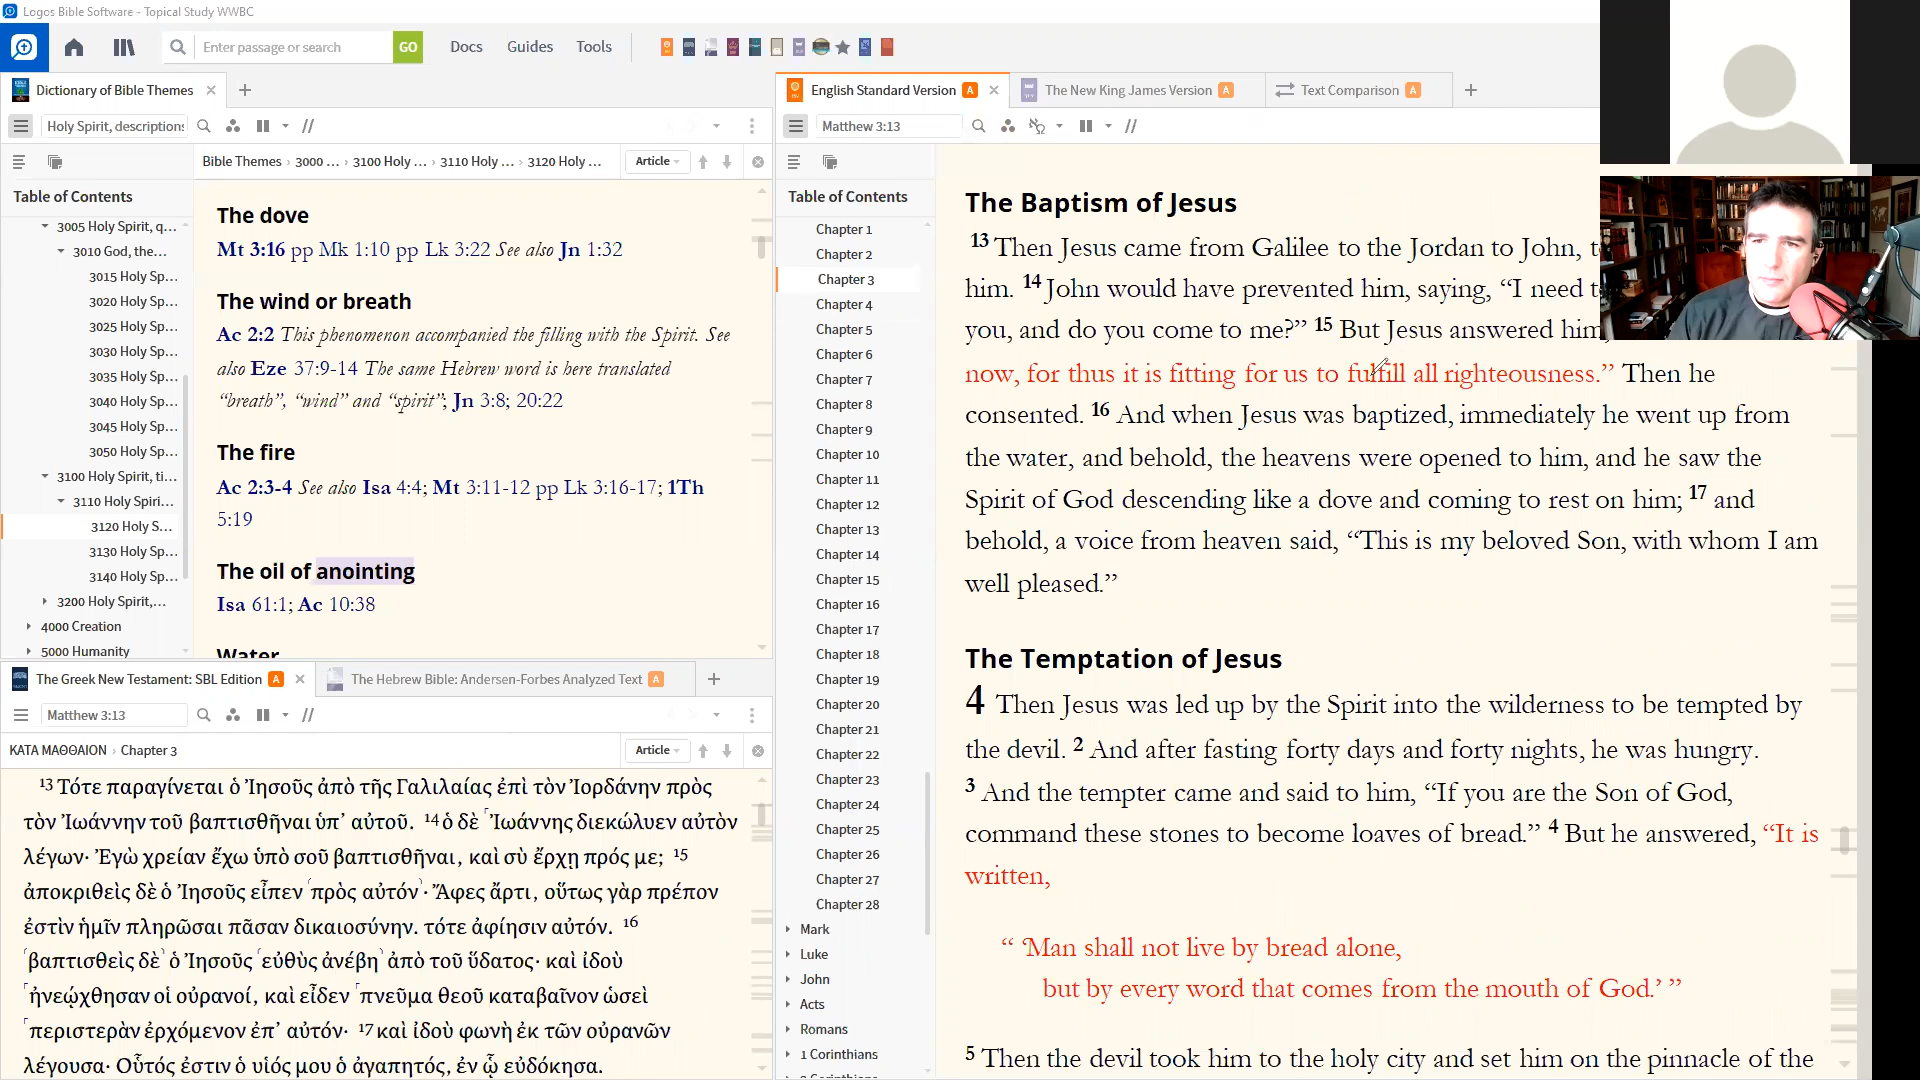 Logos Bible Software - Topical Study WWBC
Enter passage or search
GO
Docs
Guides
Tools
Dictionary of Bible Themes
Holy Spirit, descriptions
Bible Themes › 3000 ... › 3100 Holy ... › 3110 Holy ... › 3120 Holy ...
Article
Table of Contents
3005 Holy Spirit, q...
3010 God, the...
3015 Holy Sp...
3020 Holy Sp...
3025 Holy Sp...
3030 Holy Sp...
3035 Holy Sp...
3040 Holy Sp...
3045 Holy Sp...
3050 Holy Sp...
3100 Holy Spirit, ti...
3110 Holy Spiri...
3120 Holy S...
3130 Holy Sp...
3140 Holy Sp...
3200 Holy Spirit,...
4000 Creation
5000 Humanity
The dove
Mt 3:16 pp Mk 1:10 pp Lk 3:22 See also Jn 1:32
The wind or breath
Ac 2:2 This phenomenon accompanied the filling with the Spirit. See
also Eze 37:9-14 The same Hebrew word is here translated
“breath”, “wind” and “spirit”; Jn 3:8; 20:22
The fire
Ac 2:3-4 See also Isa 4:4; Mt 3:11-12 pp Lk 3:16-17; 1Th
5:19
The oil of anointing
Isa 61:1; Ac 10:38
Water
The Greek New Testament: SBL Edition A
The Hebrew Bible: Andersen-Forbes Analyzed Text A
Matthew 3:13
ΚΑΤΑ ΜΑΘΘΑΙΟΝ › Chapter 3
Article
13 Τότε παραγίνεται ὁ Ἰησοῦς ἀπὸ τῆς Γαλιλαίας ἐπὶ τὸν Ἰορδάνην πρὸς
τὸν Ἰωάννην τοῦ βαπτισθῆναι ὑπ’ αὐτοῦ. 14 ὁ δὲ ⸀Ἰωάννης διεκώλυεν αὐτὸν
λέγων· Ἐγὼ χρείαν ἔχω ὑπὸ σοῦ βαπτισθῆναι, καὶ σὺ ἔρχῃ πρός με; 15
ἀποκριθεὶς δὲ ὁ Ἰησοῦς εἶπεν ⸂πρὸς αὐτόν⸃· Ἄφες ἄρτι, οὕτως γὰρ πρέπον
ἐστὶν ἡμῖν πληρῶσαι πᾶσαν δικαιοσύνην. τότε ἀφίησιν αὐτόν. 16
⸂βαπτισθεὶς δὲ⸃ ὁ Ἰησοῦς ⸂εὐθὺς ἀνέβη⸃ ἀπὸ τοῦ ὕδατος· καὶ ἰδοὺ
⸀ἠνεῴχθησαν οἱ οὐρανοί, καὶ εἶδεν ⸀πνεῦμα θεοῦ καταβαῖνον ὡσεὶ
⸀περιστερὰν ἐρχόμενον ἐπ’ αὐτόν· 17 καὶ ἰδοὺ φωνὴ ἐκ τῶν οὐρανῶν
λέγουσα· Οὗτός ἐστιν ὁ υἱός μου ὁ ἀγαπητός, ἐν ᾧ εὐδόκησα.
English Standard Version A
The New King James Version A
Text Comparison A
Matthew 3:13
Table of Contents
Chapter 1
Chapter 2
Chapter 3
Chapter 4
Chapter 5
Chapter 6
Chapter 7
Chapter 8
Chapter 9
Chapter 10
Chapter 11
Chapter 12
Chapter 13
Chapter 14
Chapter 15
Chapter 16
Chapter 17
Chapter 18
Chapter 19
Chapter 20
Chapter 21
Chapter 22
Chapter 23
Chapter 24
Chapter 25
Chapter 26
Chapter 27
Chapter 28
Mark
Luke
John
Acts
Romans
1 Corinthians
The Baptism of Jesus
13 Then Jesus came from Galilee to the Jordan to John,
him. 14 John would have prevented him, saying, “I need
you, and do you come to me?” 15 But Jesus answered him,
now, for thus it is fitting for us to fulfill all righteousness.” Then he
consented. 16 And when Jesus was baptized, immediately he went up from
the water, and behold, the heavens were opened to him, and he saw the
Spirit of God descending like a dove and coming to rest on him; 17 and
behold, a voice from heaven said, “This is my beloved Son, with whom I am
well pleased.”
The Temptation of Jesus
4 Then Jesus was led up by the Spirit into the wilderness to be tempted by
the devil. 2 And after fasting forty days and forty nights, he was hungry.
3 And the tempter came and said to him, “If you are the Son of God,
command these stones to become loaves of bread.” 4 But he answered, “It is
written,
“ ‘Man shall not live by bread alone,
but by every word that comes from the mouth of God.’ ”
5 Then the devil took him to the holy city and set him on the pinnacle of the